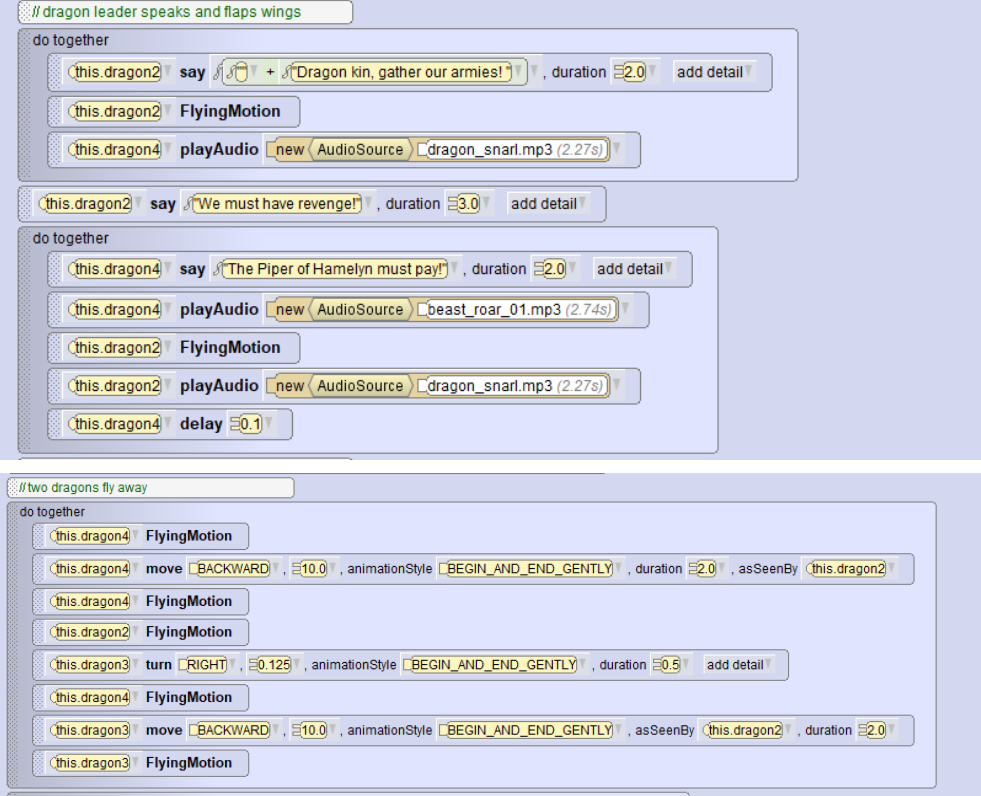 // dragon leader speaks and flaps wings
do together
this.dragon2 say "" + "Dragon kin, gather our armies! " , duration 2.0 add detail
this.dragon2 FlyingMotion
this.dragon4 playAudio new AudioSource dragon_snarl.mp3 (2.27s)
this.dragon2 say "We must have revenge!" , duration 3.0 add detail
do together
this.dragon4 say "The Piper of Hamelyn must pay!" , duration 2.0 add detail
this.dragon4 playAudio new AudioSource beast_roar_01.mp3 (2.74s)
this.dragon2 FlyingMotion
this.dragon2 playAudio new AudioSource dragon_snarl.mp3 (2.27s)
this.dragon4 delay 0.1
// two dragons fly away
do together
this.dragon4 FlyingMotion
this.dragon4 move BACKWARD , 10.0 , animationStyle BEGIN_AND_END_GENTLY , duration 2.0 , asSeenBy this.dragon2
this.dragon4 FlyingMotion
this.dragon2 FlyingMotion
this.dragon3 turn RIGHT , 0.125 , animationStyle BEGIN_AND_END_GENTLY , duration 0.5 add detail
this.dragon4 FlyingMotion
this.dragon3 move BACKWARD , 10.0 , animationStyle BEGIN_AND_END_GENTLY , asSeenBy this.dragon2 , duration 2.0
this.dragon3 FlyingMotion